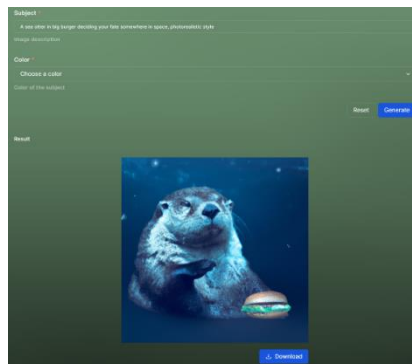 Subject *
A sea otter in big burger deciding your fate somewhere in space, photorealistic style
Image description
Color *
Choose a color
Color of the subject
Reset
Generate
Result
Download